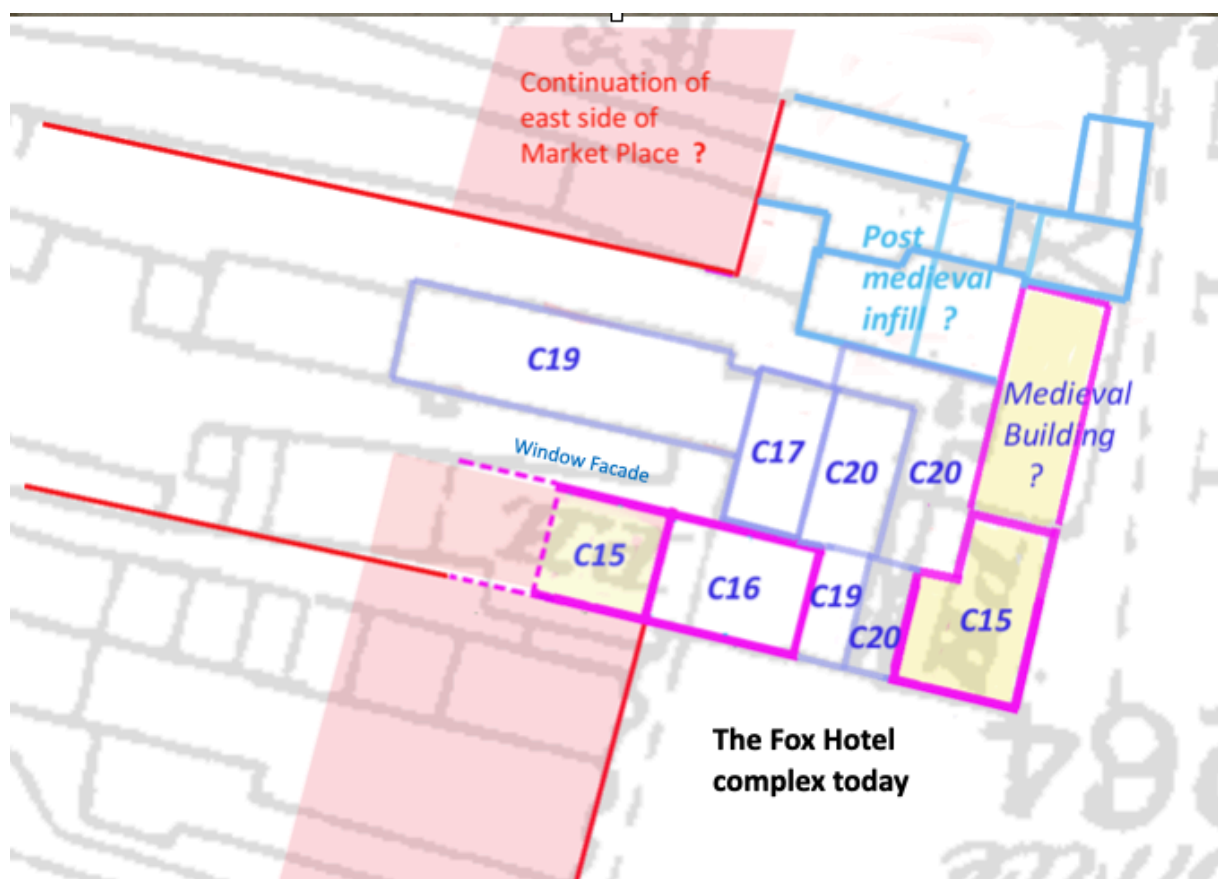 Continuation of
east side of
Market Place ?
Post
medieval
infill ?
C19
Medieval
Building
?
Window Facade
C17
C20
C20
C15
C16
C19
C20
C15
The Fox Hotel
complex today